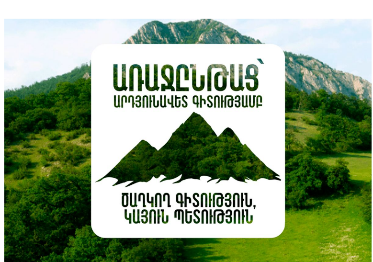 ԱՌԱՋԸՆԹԱՑ՝
ԱՐԴՅՈՒՆԱՎԵՏ ԳԻՏՈՒԹՅԱՄԲ
ԾԱՂԿՈՂ ԳԻՏՈՒԹՅՈՒՆ,
ԿԱՅՈՒՆ ՊԵՏՈՒԹՅՈՒՆ